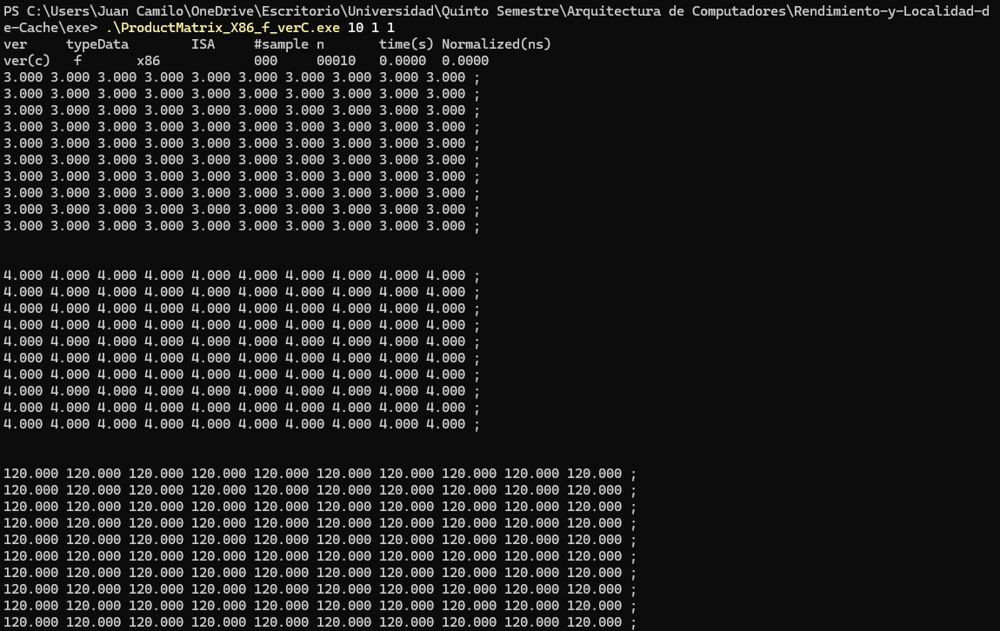 PS C:\Users\Juan Camilo\OneDrive\Escritorio\Universidad\Quinto Semestre\Arquitectura de Computadores\Rendimiento-y-Localidad-d
e-Cache\exe> .\ProductMatrix_X86_f_verC.exe 10 1 1
ver     typeData        ISA     #sample n       time(s) Normalized(ns)
ver(c)   f       x86            000     00010   0.0000  0.0000
3.000 3.000 3.000 3.000 3.000 3.000 3.000 3.000 3.000 3.000 ;
3.000 3.000 3.000 3.000 3.000 3.000 3.000 3.000 3.000 3.000 ;
3.000 3.000 3.000 3.000 3.000 3.000 3.000 3.000 3.000 3.000 ;
3.000 3.000 3.000 3.000 3.000 3.000 3.000 3.000 3.000 3.000 ;
3.000 3.000 3.000 3.000 3.000 3.000 3.000 3.000 3.000 3.000 ;
3.000 3.000 3.000 3.000 3.000 3.000 3.000 3.000 3.000 3.000 ;
3.000 3.000 3.000 3.000 3.000 3.000 3.000 3.000 3.000 3.000 ;
3.000 3.000 3.000 3.000 3.000 3.000 3.000 3.000 3.000 3.000 ;
3.000 3.000 3.000 3.000 3.000 3.000 3.000 3.000 3.000 3.000 ;
3.000 3.000 3.000 3.000 3.000 3.000 3.000 3.000 3.000 3.000 ;
4.000 4.000 4.000 4.000 4.000 4.000 4.000 4.000 4.000 4.000 ;
4.000 4.000 4.000 4.000 4.000 4.000 4.000 4.000 4.000 4.000 ;
4.000 4.000 4.000 4.000 4.000 4.000 4.000 4.000 4.000 4.000 ;
4.000 4.000 4.000 4.000 4.000 4.000 4.000 4.000 4.000 4.000 ;
4.000 4.000 4.000 4.000 4.000 4.000 4.000 4.000 4.000 4.000 ;
4.000 4.000 4.000 4.000 4.000 4.000 4.000 4.000 4.000 4.000 ;
4.000 4.000 4.000 4.000 4.000 4.000 4.000 4.000 4.000 4.000 ;
4.000 4.000 4.000 4.000 4.000 4.000 4.000 4.000 4.000 4.000 ;
4.000 4.000 4.000 4.000 4.000 4.000 4.000 4.000 4.000 4.000 ;
4.000 4.000 4.000 4.000 4.000 4.000 4.000 4.000 4.000 4.000 ;
120.000 120.000 120.000 120.000 120.000 120.000 120.000 120.000 120.000 120.000 ;
120.000 120.000 120.000 120.000 120.000 120.000 120.000 120.000 120.000 120.000 ;
120.000 120.000 120.000 120.000 120.000 120.000 120.000 120.000 120.000 120.000 ;
120.000 120.000 120.000 120.000 120.000 120.000 120.000 120.000 120.000 120.000 ;
120.000 120.000 120.000 120.000 120.000 120.000 120.000 120.000 120.000 120.000 ;
120.000 120.000 120.000 120.000 120.000 120.000 120.000 120.000 120.000 120.000 ;
120.000 120.000 120.000 120.000 120.000 120.000 120.000 120.000 120.000 120.000 ;
120.000 120.000 120.000 120.000 120.000 120.000 120.000 120.000 120.000 120.000 ;
120.000 120.000 120.000 120.000 120.000 120.000 120.000 120.000 120.000 120.000 ;
120.000 120.000 120.000 120.000 120.000 120.000 120.000 120.000 120.000 120.000 ;